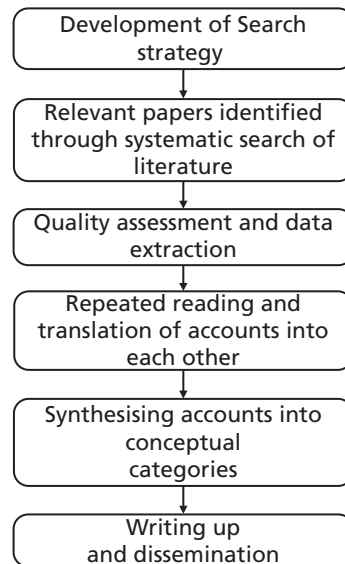 Development of Search
strategy
Relevant papers identified
through systematic search of
literature
Quality assessment and data
extraction
Repeated reading and
translation of accounts into
each other
Synthesising accounts into
conceptual
categories
Writing up
and dissemination